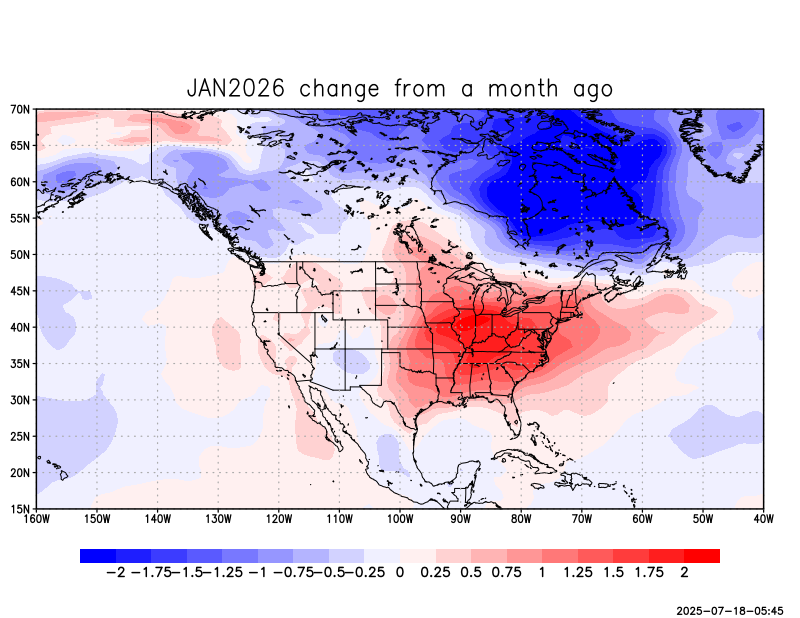 JAN2026 change from a month ago
70N
65N
60N
55N
50N
45N
40N
35N
30N
25N
20N
15N
160W 150W 140W 130W 120W 110W 100W 90W 80W 70W 60W 50W 40W
−2 −1.75 −1.5 −1.25 −1 −0.75 −0.5 −0.25 0 0.25 0.5 0.75 1 1.25 1.5 1.75 2
2025−07−18−05:45